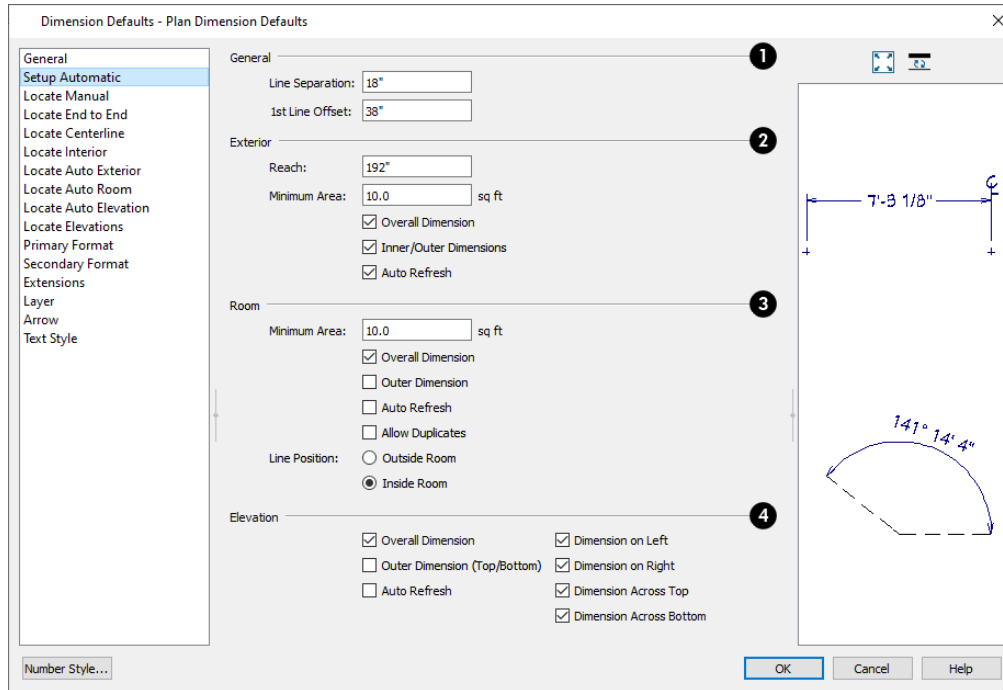 Dimension Defaults - Plan Dimension Defaults
General
Setup Automatic
Locate Manual
Locate End to End
Locate Centerline
Locate Interior
Locate Auto Exterior
Locate Auto Room
Locate Auto Elevation
Locate Elevations
Primary Format
Secondary Format
Extensions
Layer
Arrow
Text Style
General 1
Line Separation: 18"
1st Line Offset: 38"
Exterior 2
Reach: 192"
Minimum Area: 10.0 sq ft
Overall Dimension
Inner/Outer Dimensions
Auto Refresh
Room 3
Minimum Area: 10.0 sq ft
Overall Dimension
Outer Dimension
Auto Refresh
Allow Duplicates
Line Position: Outside Room
Inside Room
Elevation 4
Overall Dimension Dimension on Left
Outer Dimension (Top/Bottom) Dimension on Right
Auto Refresh Dimension Across Top
Dimension Across Bottom
7'-3 1/8"
141° 14' 4"
Number Style... OK Cancel Help